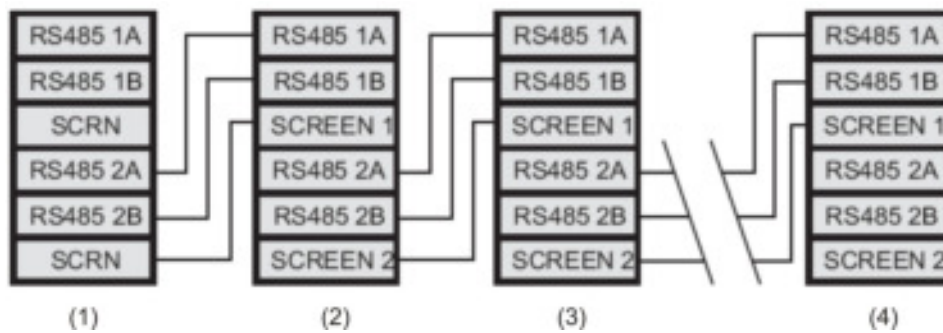 RS485 1A
RS485 1B
SCRN
RS485 2A
RS485 2B
SCRN
(1)
RS485 1A
RS485 1B
SCREEN 1
RS485 2A
RS485 2B
SCREEN 2
(2)
RS485 1A
RS485 1B
SCREEN 1
RS485 2A
RS485 2B
SCREEN 2
(3)
RS485 1A
RS485 1B
SCREEN 1
RS485 2A
RS485 2B
SCREEN 2
(4)